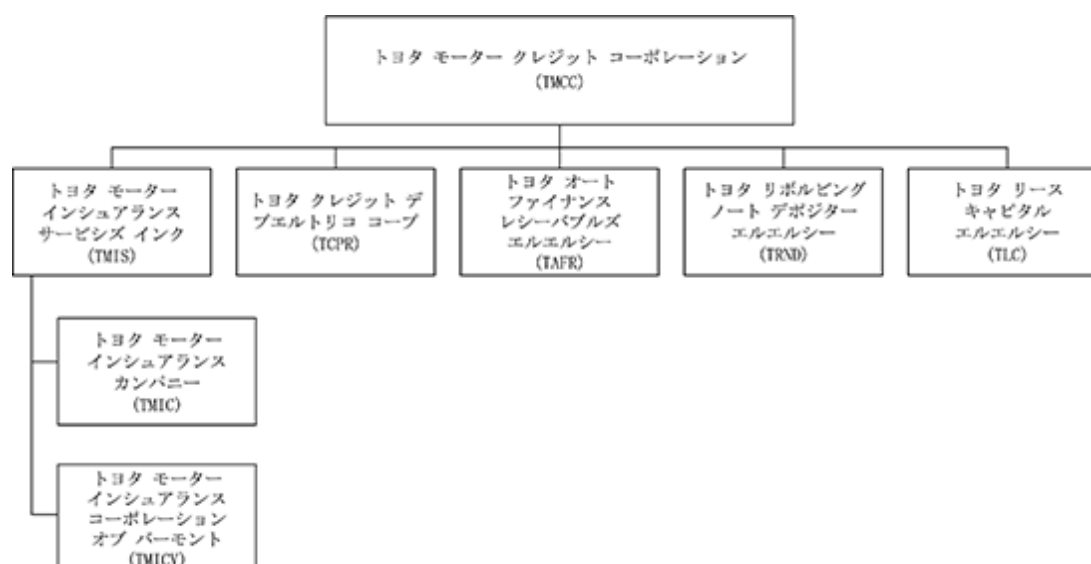 トヨタ モーター クレジット コーポレーション
(TMCC)
トヨタ モーター
インシュアランス
サービシズ インク
(TMIS)
トヨタ クレジット デ
プエルトリコ コープ
(TCPR)
トヨタ オート
ファイナンス
レシーバブルズ
エルエルシー
(TAFR)
トヨタ リボルビング
ノート デポジター
エルエルシー
(TRND)
トヨタ リース
キャピタル
エルエルシー
(TLC)
トヨタ モーター
インシュアランス
カンパニー
(TMIC)
トヨタ モーター
インシュアランス
コーポレーション
オブ バーモント
(TMICV)